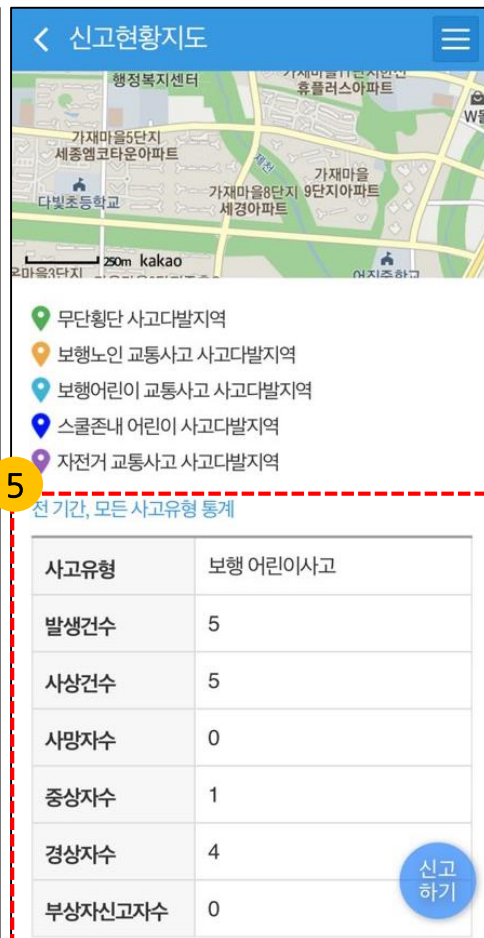 신고현황지도
행정복지센터
휴플러스아파트
가재마을5단지
세종엠코타운아파트
제천
가재마을
다빛초등학교
가재마을8단지 9단지아파트
세경아파트
250m kakao
무단횡단 사고다발지역
보행노인 교통사고 사고다발지역
보행어린이 교통사고 사고다발지역
스쿨존내 어린이 사고다발지역
자전거 교통사고 사고다발지역
5
전 기간, 모든 사고유형 통계
사고유형 보행 어린이사고
발생건수 5
사상건수 5
사망자수 0
중상자수 1
경상자수 4
신고
하기
부상자신고자수 0